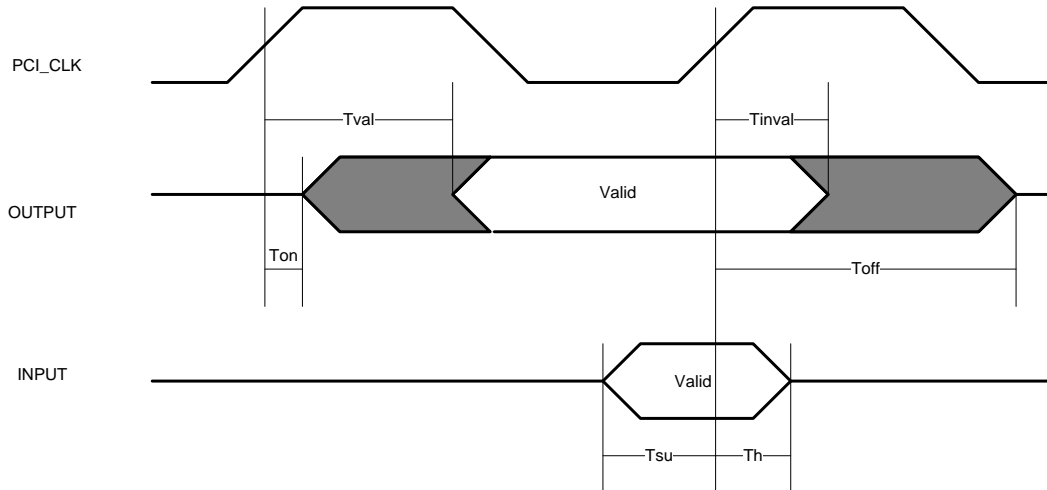 PCI_CLK
Tval
Tinval
Valid
OUTPUT
Ton
Toff
INPUT
Valid
Tsu
Th